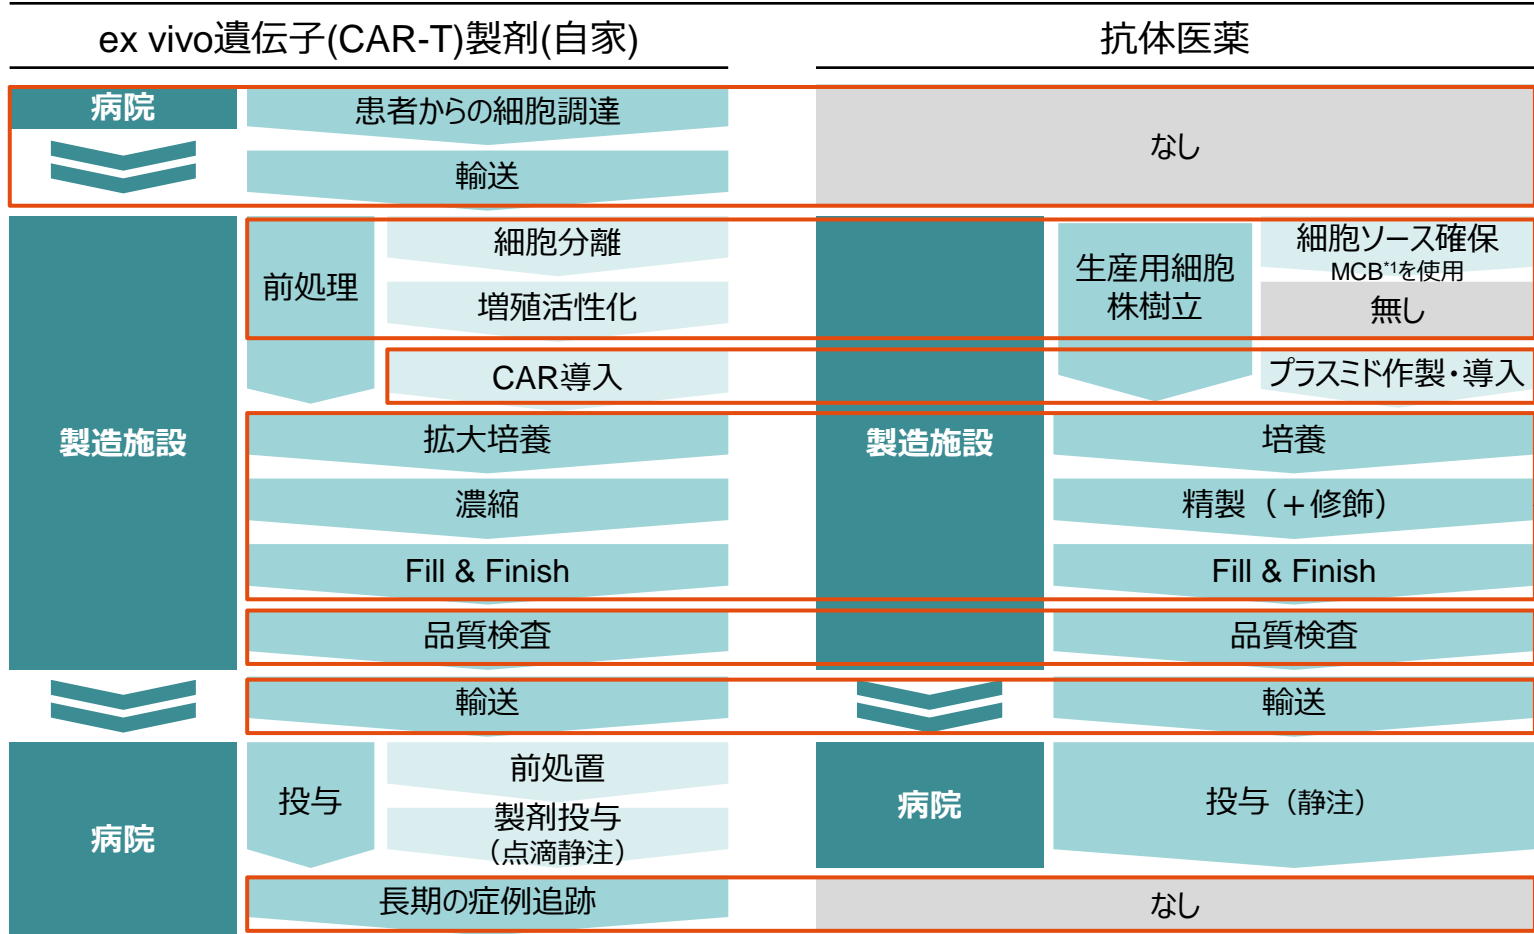 ex vivo遺伝子(CAR-T)製剤(自家)
抗体医薬
病院
患者からの細胞調達
輸送
なし
製造施設
前処理
細胞分離
増殖活性化
CAR導入
拡大培養
濃縮
Fill & Finish
品質検査
製造施設
生産用細胞
株樹立
細胞ソース確保
MCB*1を使用
無し
プラスミド作製・導入
培養
精製（＋修飾）
Fill & Finish
品質検査
輸送
輸送
病院
投与
前処置
製剤投与
（点滴静注）
長期の症例追跡
病院
投与（静注）
なし